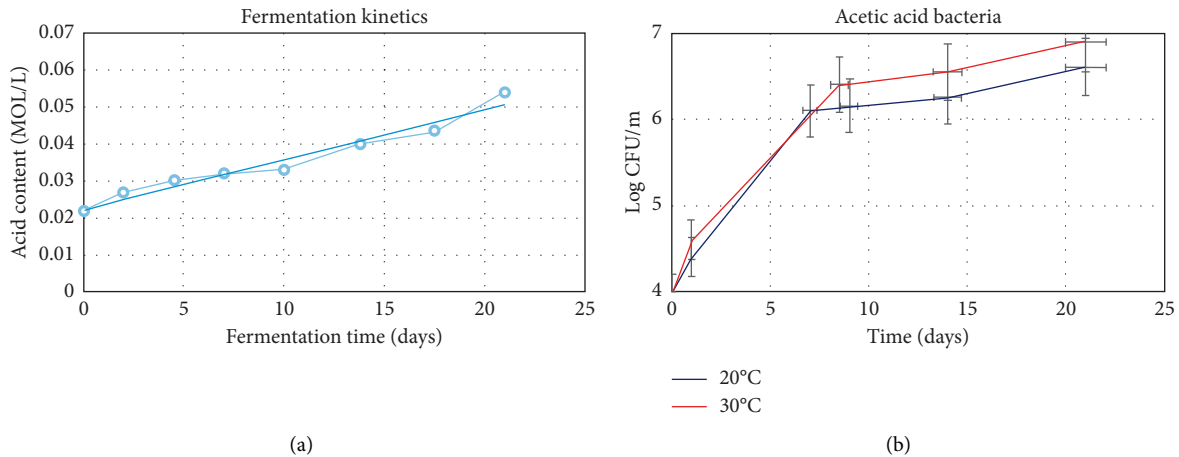 Fermentation kinetics
0.07
0.06
0.05
0.04
0.03
0.02
0.01
0
Acid content (MOL/L)
0 5 10 15 20 25
Fermentation time (days)
(a)
Acetic acid bacteria
7
6
5
4
Log CFU/m
0 5 10 15 20 25
Time (days)
20°C
30°C
(b)